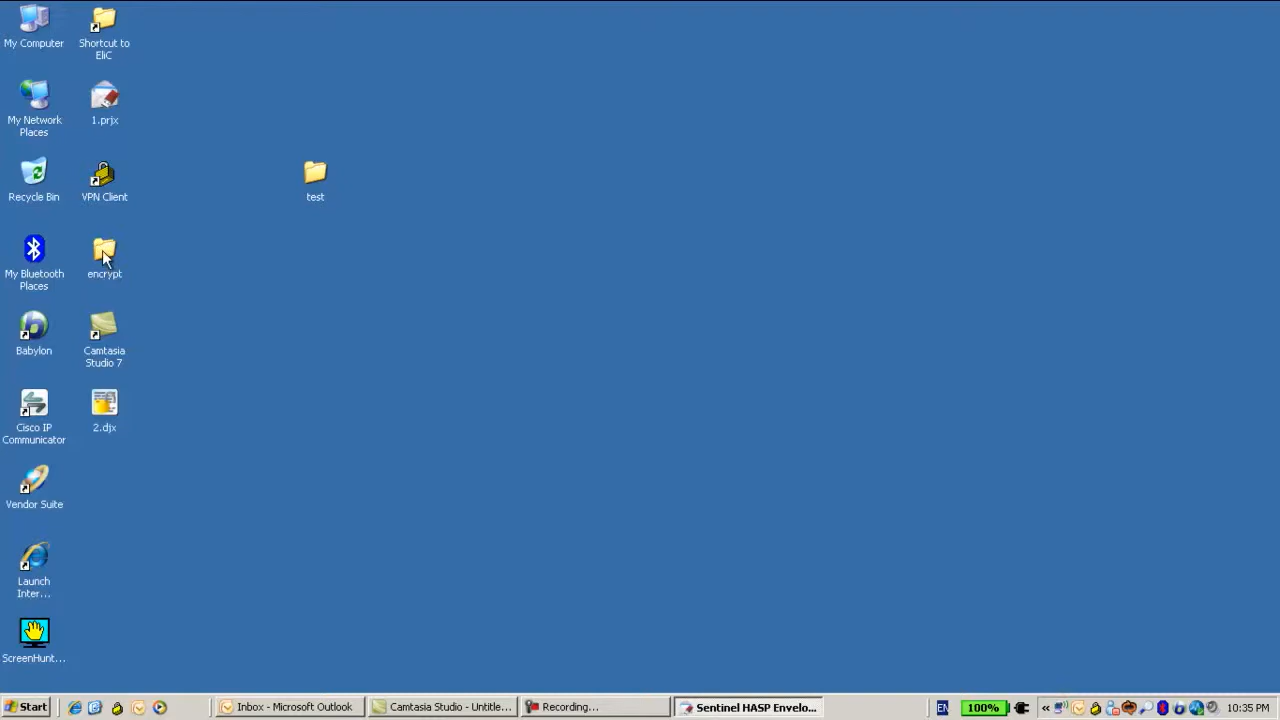 My Computer
Shortcut to
EliC
My Network
Places
1.prjx
Recycle Bin
VPN Client
test
My Bluetooth
Places
encrypt
Babylon
Camtasia
Studio 7
Cisco IP
Communicator
2.djx
Vendor Suite
Launch
Inter...
ScreenHunt...
Start
Inbox - Microsoft Outlook
Camtasia Studio - Untitle...
Recording...
Sentinel HASP Envelo...
EN
100%
«
10:35 PM